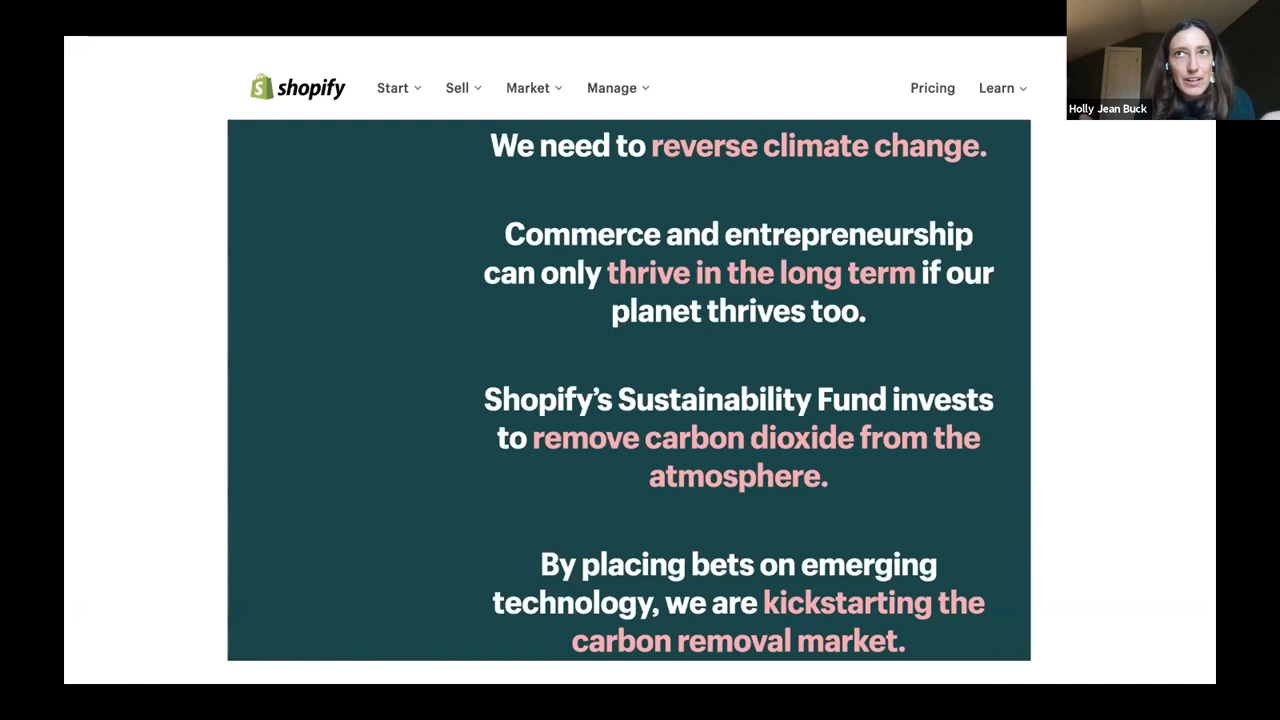 shopify Start Sell Market Manage Pricing Learn
Holly Jean Buck
We need to reverse climate change.
Commerce and entrepreneurship
can only thrive in the long term if our
planet thrives too.
Shopify's Sustainability Fund invests
to remove carbon dioxide from the
atmosphere.
By placing bets on emerging
technology, we are kickstarting the
carbon removal market.